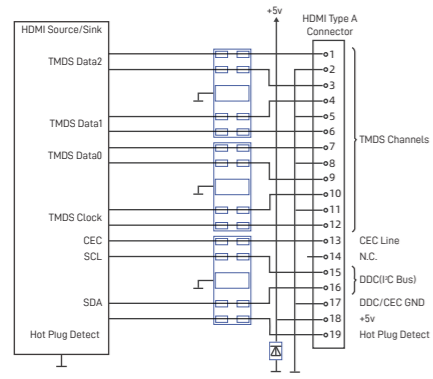 +5v
HDMI Type A
Connector
HDMI Source/Sink
TMDS Data2
TMDS Data1
TMDS Data0
TMDS Clock
CEC
SCL
SDA
Hot Plug Detect
1
2
3
4
5
6
7
8
9
10
11
12
13
14
15
16
17
18
19
TMDS Channels
CEC Line
N.C.
DDC(I²C Bus)
DDC/CEC GND
+5v
Hot Plug Detect